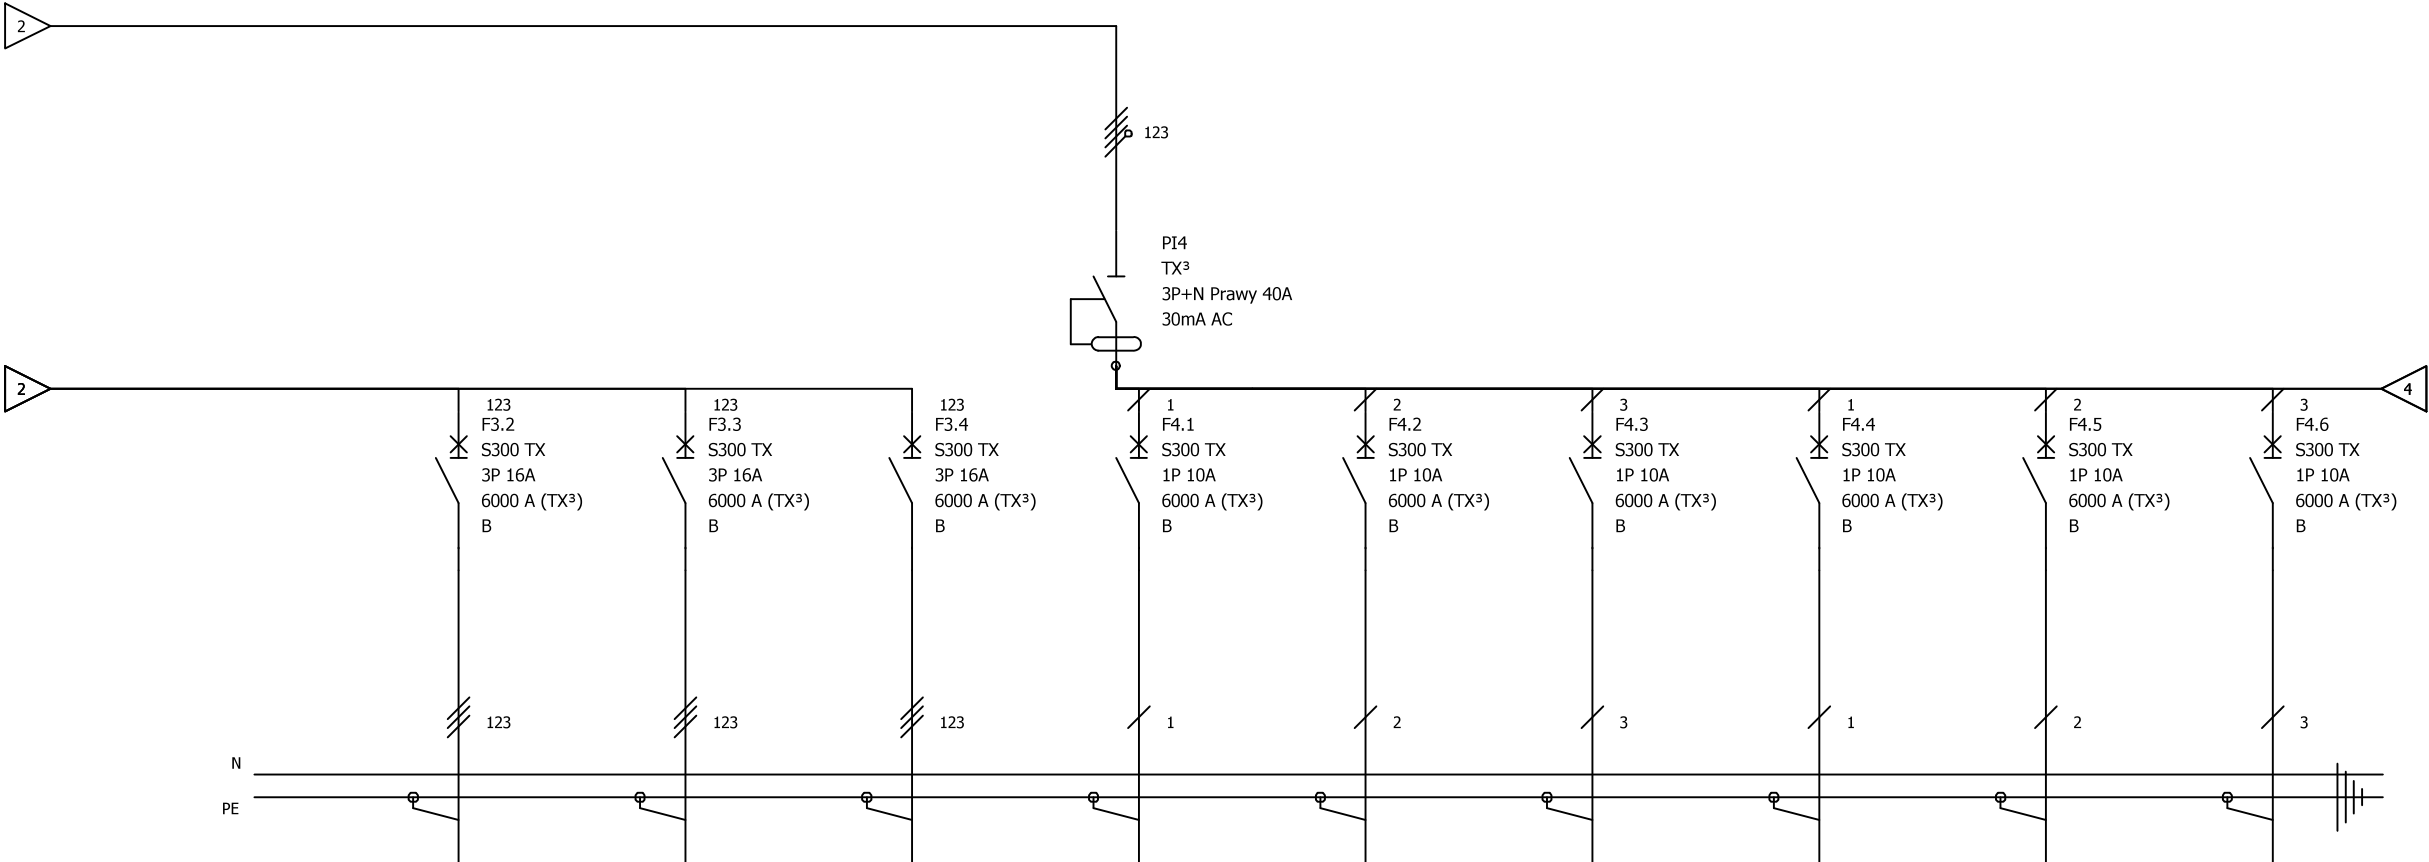 2
123
PI4
TX³
3P+N Prawy 40A
30mA AC
2
4
123
F3.2
S300 TX
3P 16A
6000 A (TX³)
B
123
F3.3
S300 TX
3P 16A
6000 A (TX³)
B
123
F3.4
S300 TX
3P 16A
6000 A (TX³)
B
1
F4.1
S300 TX
1P 10A
6000 A (TX³)
B
2
F4.2
S300 TX
1P 10A
6000 A (TX³)
B
3
F4.3
S300 TX
1P 10A
6000 A (TX³)
B
1
F4.4
S300 TX
1P 10A
6000 A (TX³)
B
2
F4.5
S300 TX
1P 10A
6000 A (TX³)
B
3
F4.6
S300 TX
1P 10A
6000 A (TX³)
B
123
123
123
1
2
3
1
2
3
N
PE